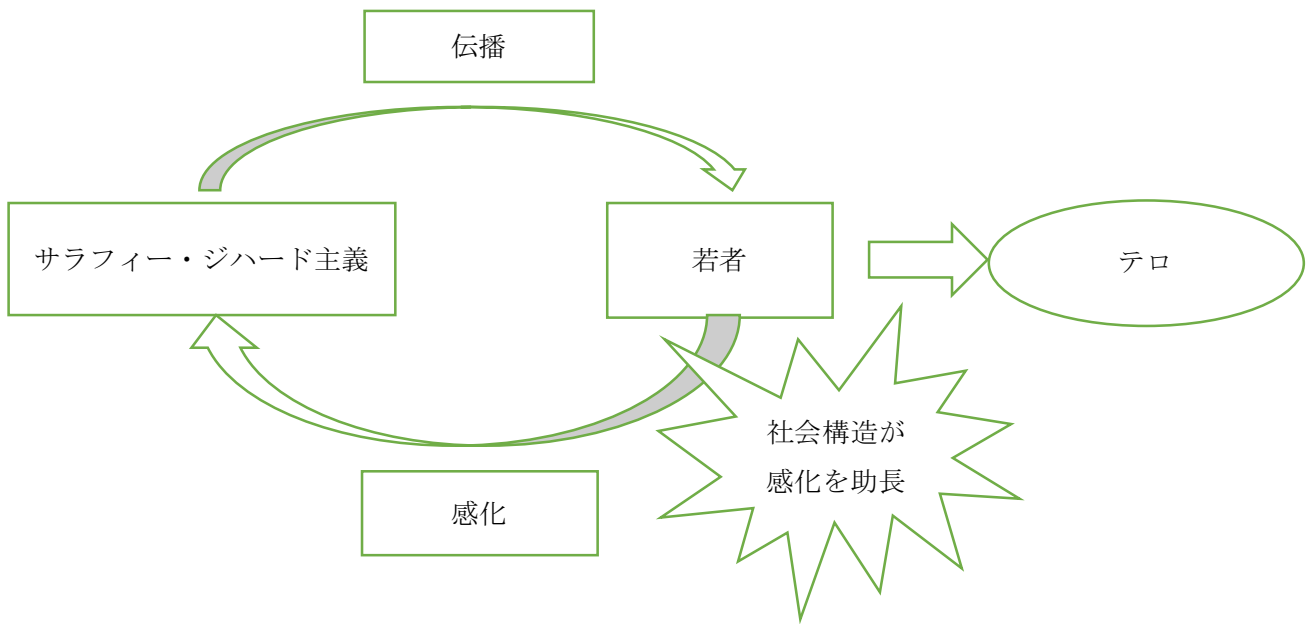 伝播
サラフィー・ジハード主義
若者
テロ
社会構造が
感化を助長
感化